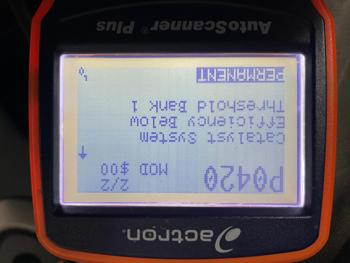 actron®
P0420 2/2
MOD $00
Catalyst System
Efficiency Below
Threshold Bank 1
PERMANENT
AutoScanner® Plus